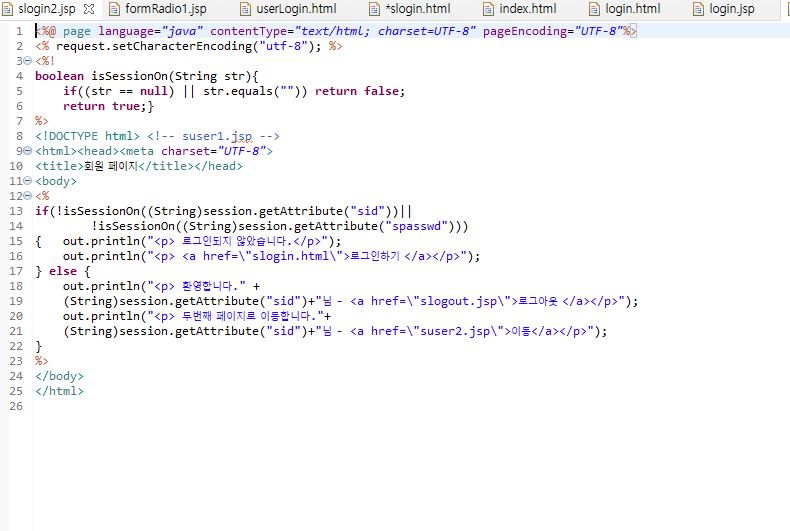 slogin2.jsp formRadio1.jsp userLogin.html *slogin.html index.html login.html login.jsp
1 <%@ page language="java" contentType="text/html; charset=UTF-8" pageEncoding="UTF-8"%>
2 <% request.setCharacterEncoding("utf-8"); %>
3 <%!
4 boolean isSessionOn(String str){
5     if((str == null) || str.equals("")) return false;
6     return true;}
7 %>
8 <!DOCTYPE html> <!-- suser1.jsp -->
9 <html><head><meta charset="UTF-8">
10 <title>회원 페이지</title></head>
11 <body>
12 <%
13 if(!isSessionOn((String)session.getAttribute("sid"))||
14         !isSessionOn((String)session.getAttribute("spasswd")))
15 {   out.println("<p> 로그인되지 않았습니다.</p>");
16     out.println("<p> <a href=\"slogin.html\">로그인하기 </a></p>");
17 } else {
18     out.println("<p> 환영합니다." +
19     (String)session.getAttribute("sid")+"님 - <a href=\"slogout.jsp\">로그아웃 </a></p>");
20     out.println("<p> 두번째 페이지로 이동합니다."+
21     (String)session.getAttribute("sid")+"님 - <a href=\"suser2.jsp\">이동</a></p>");
22 }
23 %>
24 </body>
25 </html>
26